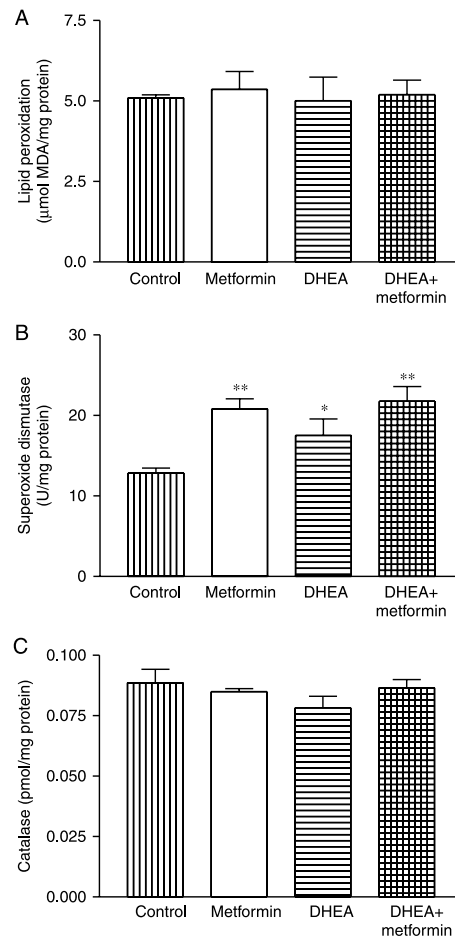 A
Lipid peroxidation
(μmol MDA/mg protein)
7.5
5.0
2.5
0.0
Control Metformin DHEA DHEA+
metformin
B
Superoxide dismutase
(U/mg protein)
30
20
10
0
**
*
**
Control Metformin DHEA DHEA+
metformin
C
Catalase (pmol/mg protein)
0.100
0.075
0.050
0.025
0.000
Control Metformin DHEA DHEA+
metformin